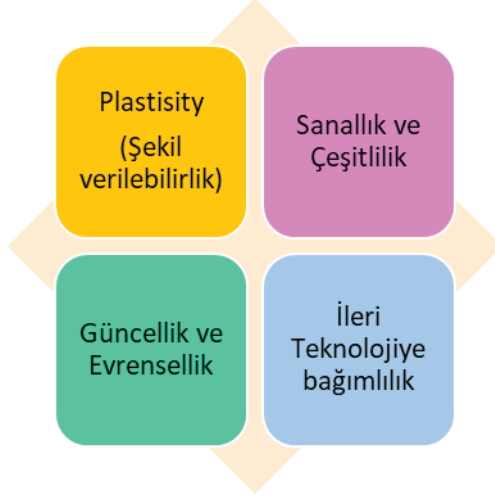 Plastisity
(Şekil
verilebilirlik)
Sanallık ve
Çeşitlilik
Güncellik ve
Evrensellik
İleri
Teknolojiye
bağımlılık